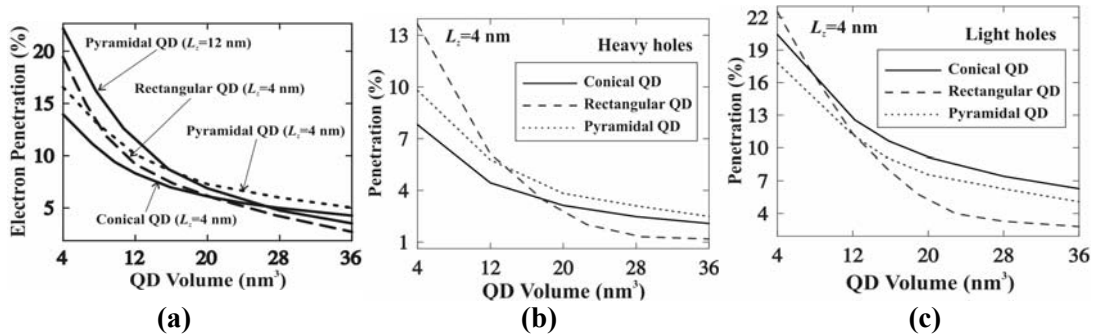 Electron Penetration (%)
20
15
10
5
Pyramidal QD (Lz=12 nm)
Rectangular QD (Lz=4 nm)
Pyramidal QD (Lz=4 nm)
Conical QD (Lz=4 nm)
4 12 20 28 36
QD Volume (nm³)
(a)
Penetration (%)
13
10
7
4
1
Lz=4 nm
Heavy holes
Conical QD
Rectangular QD
Pyramidal QD
4 12 20 28 36
QD Volume (nm³)
(b)
Penetration (%)
22
19
16
13
10
7
4
Lz=4 nm
Light holes
Conical QD
Rectangular QD
Pyramidal QD
4 12 20 28 36
QD Volume (nm³)
(c)